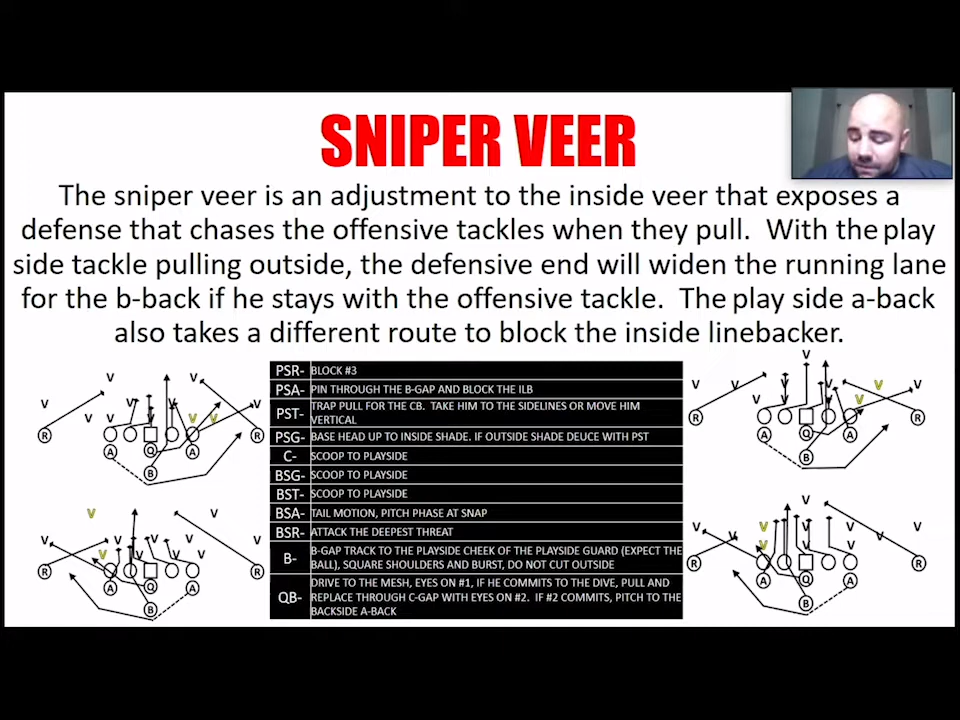 SNIPER VEER
The sniper veer is an adjustment to the inside veer that exposes a
defense that chases the offensive tackles when they pull. With the play
side tackle pulling outside, the defensive end will widen the running lane
for the b-back if he stays with the offensive tackle. The play side a-back
also takes a different route to block the inside linebacker.
PSR- BLOCK #3
PSA- PIN THROUGH THE B-GAP AND BLOCK THE ILB
PST- TRAP PULL FOR THE CB. TAKE HIM TO THE SIDELINES OR MOVE HIM
VERTICAL
PSG- BASE HEAD UP TO INSIDE SHADE. IF OUTSIDE SHADE DEUCE WITH PST
C- SCOOP TO PLAYSIDE
BSG- SCOOP TO PLAYSIDE
BST- SCOOP TO PLAYSIDE
BSA- TAIL MOTION, PITCH PHASE AT SNAP
BSR- ATTACK THE DEEPEST THREAT
B- B-GAP TRACK TO THE PLAYSIDE CHEEK OF THE PLAYSIDE GUARD (EXPECT THE
BALL), SQUARE SHOULDERS AND BURST, DO NOT CUT OUTSIDE
QB- DRIVE TO THE MESH, EYES ON #1, IF HE COMMITS TO THE DIVE, PULL AND
REPLACE THROUGH C-GAP WITH EYES ON #2. IF #2 COMMITS, PITCH TO THE
BACKSIDE A-BACK